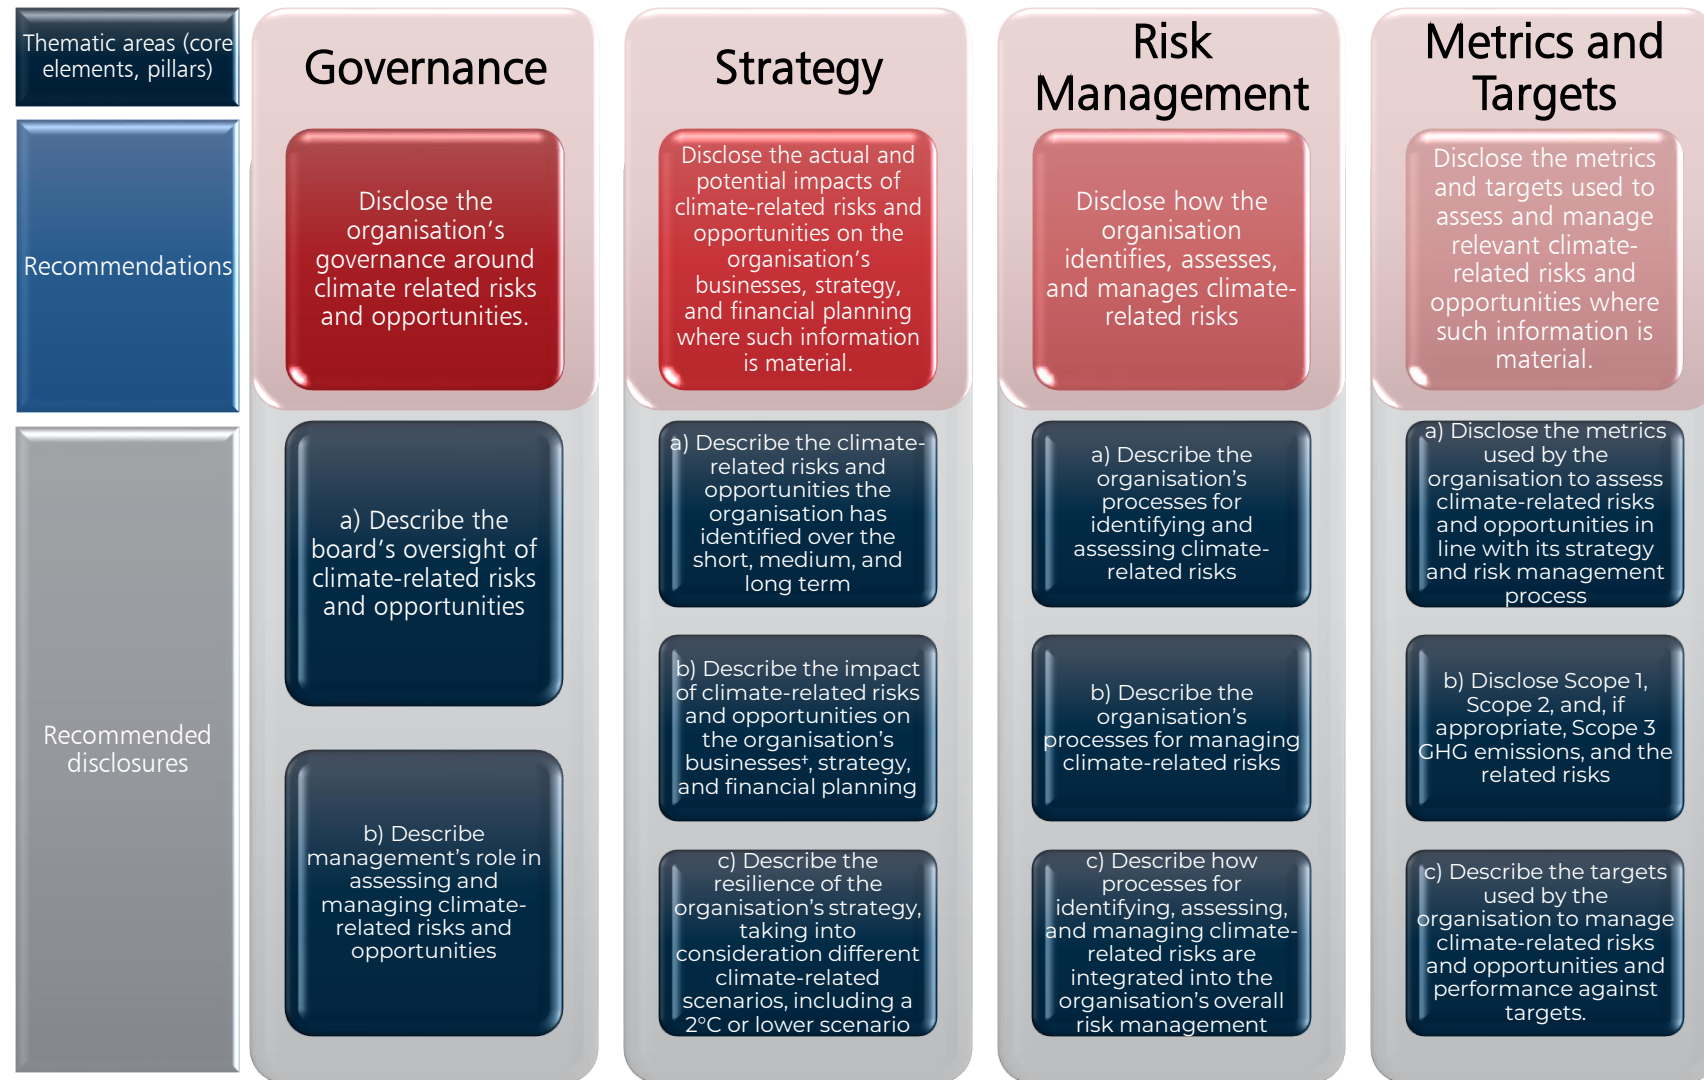 Thematic areas (core
elements, pillars)
Governance
Strategy
Risk
Management
Metrics and
Targets
Recommendations
Disclose the
organisation’s
governance around
climate related risks
and opportunities.
Disclose the actual and
potential impacts of
climate-related risks and
opportunities on the
organisation’s
businesses, strategy,
and financial planning
where such information
is material.
Disclose how the
organisation
identifies, assesses,
and manages climate-
related risks
Disclose the metrics
and targets used to
assess and manage
relevant climate-
related risks and
opportunities where
such information is
material.
Recommended
disclosures
a) Describe the
board’s oversight of
climate-related risks
and opportunities
b) Describe
management’s role in
assessing and
managing climate-
related risks and
opportunities
a) Describe the climate-
related risks and
opportunities the
organisation has
identified over the
short, medium, and
long term
b) Describe the impact
of climate-related risks
and opportunities on
the organisation’s
businesses†, strategy,
and financial planning
c) Describe the
resilience of the
organisation’s strategy,
taking into
consideration different
climate-related
scenarios, including a
2°C or lower scenario
a) Describe the
organisation’s
processes for
identifying and
assessing climate-
related risks
b) Describe the
organisation’s
processes for managing
climate-related risks
c) Describe how
processes for
identifying, assessing,
and managing climate-
related risks are
integrated into the
organisation’s overall
risk management
a) Disclose the metrics
used by the
organisation to assess
climate-related risks
and opportunities in
line with its strategy
and risk management
process
b) Disclose Scope 1,
Scope 2, and, if
appropriate, Scope 3
GHG emissions, and the
related risks
c) Describe the targets
used by the
organisation to manage
climate-related risks
and opportunities and
performance against
targets.